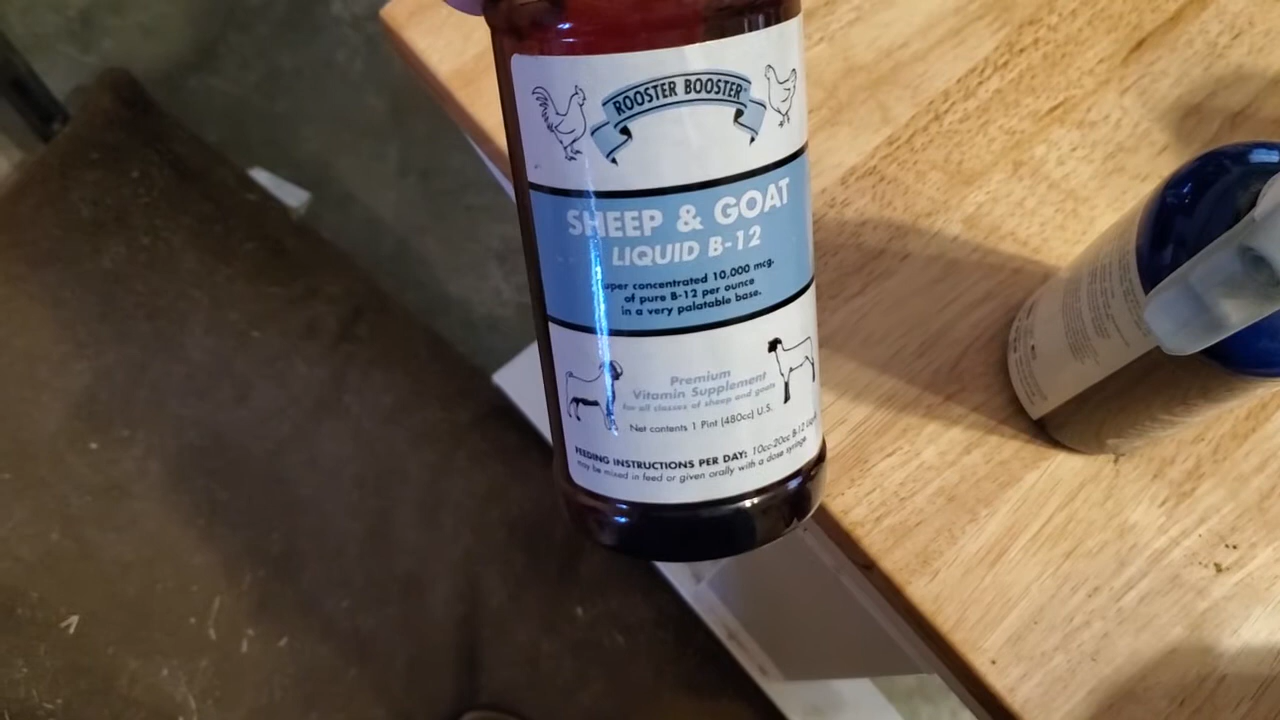 ROOSTER BOOSTER
SHEEP & GOAT
LIQUID B-12
uper concentrated 10,000 mcg.
of pure B-12 per ounce
in a very palatable base.
Premium
Vitamin Supplement
for all classes of sheep and goats
Net contents 1 Pint (480cc) U.S.
FEEDING INSTRUCTIONS PER DAY: 10cc-20cc B-12
may be mixed in feed or given orally with a dose syringe.